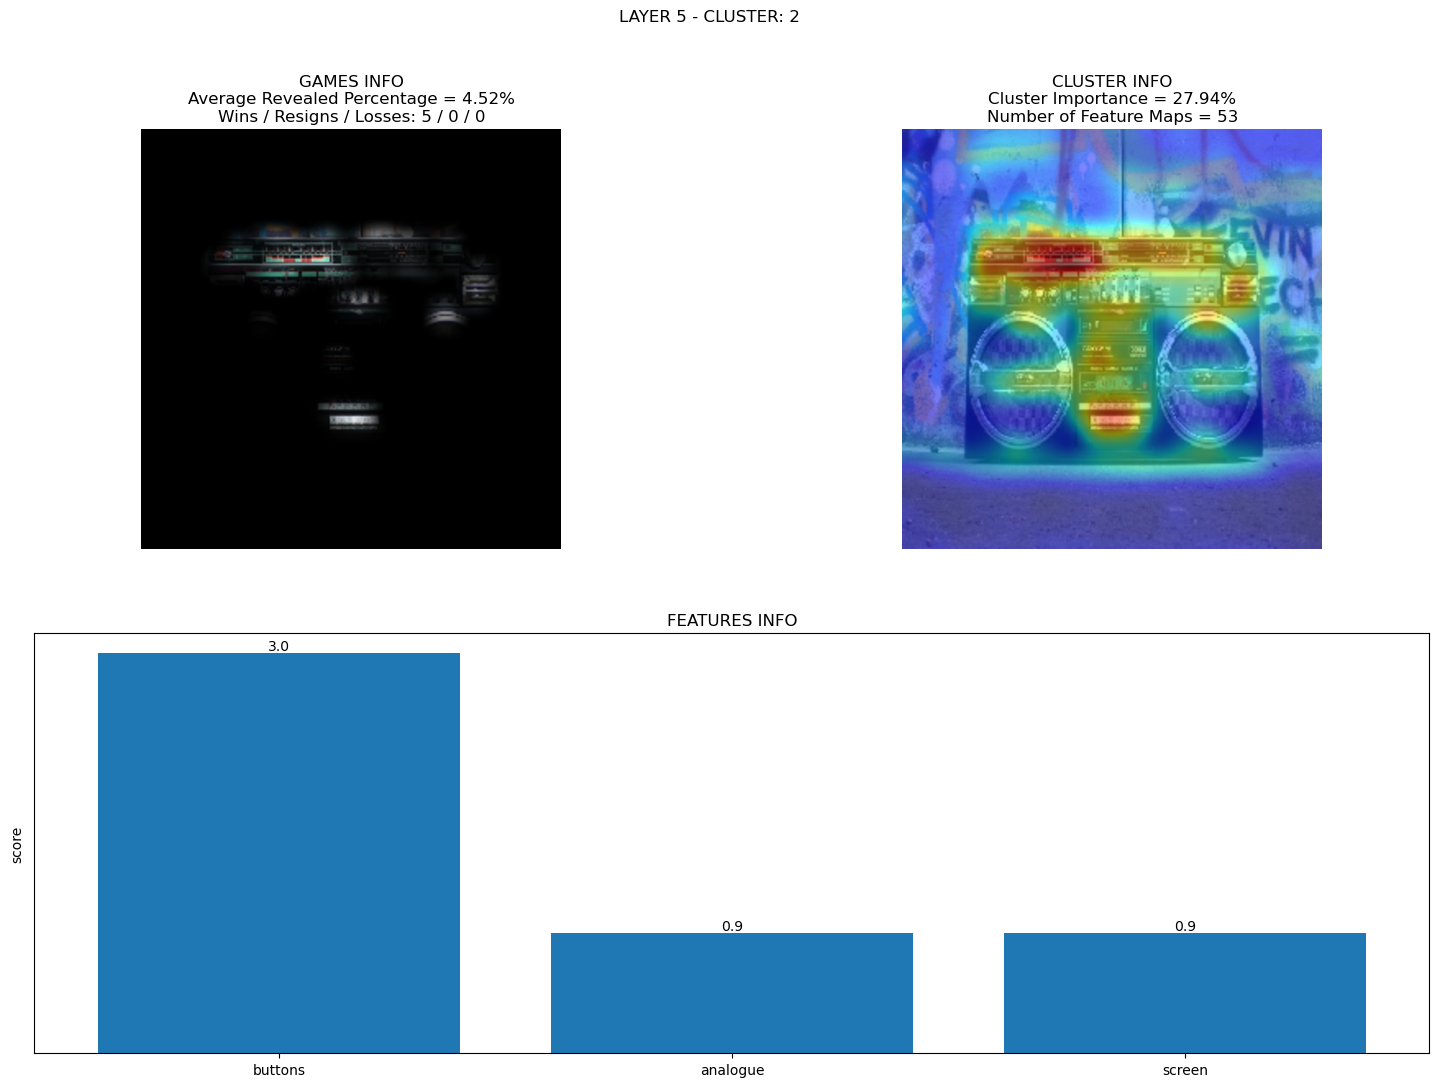 LAYER 5 - CLUSTER: 2
GAMES INFO
Average Revealed Percentage = 4.52%
Wins / Resigns / Losses: 5 / 0 / 0
CLUSTER INFO
Cluster Importance = 27.94%
Number of Feature Maps = 53
EVIN
FEATURES INFO
score
3.0
0.9
0.9
buttons
analogue
screen